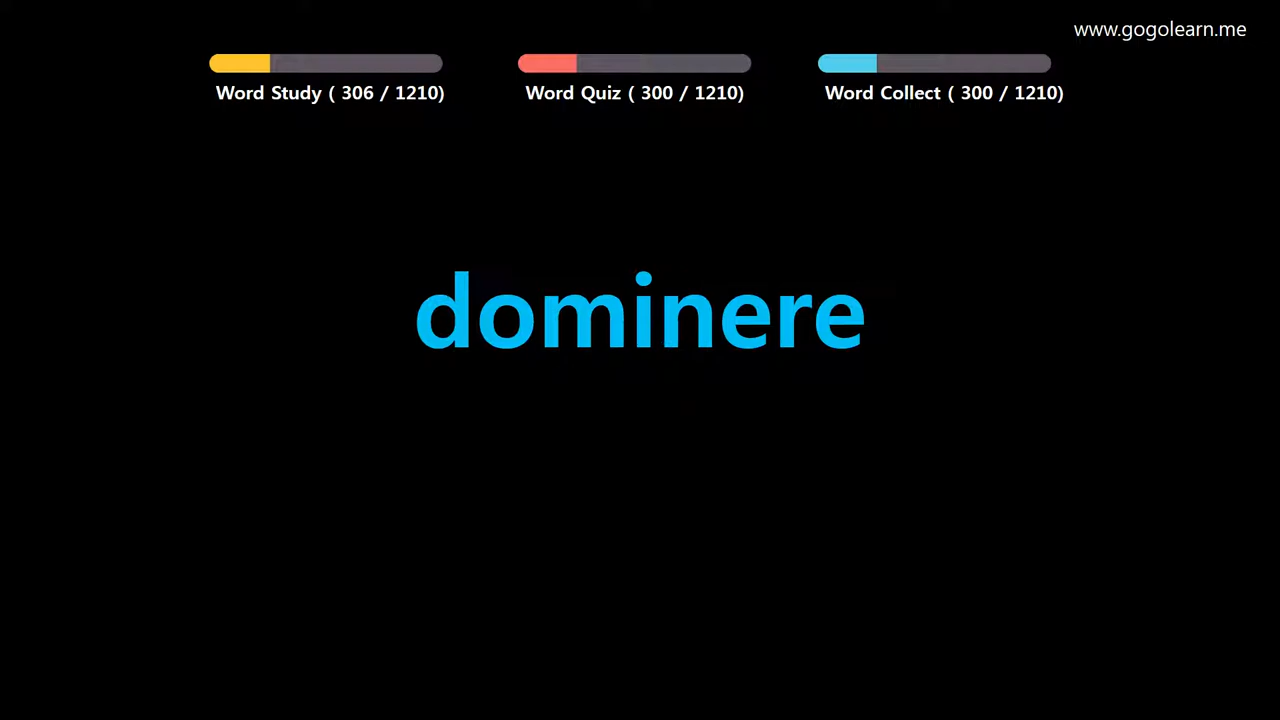 www.gogolearn.me
Word Study ( 306 / 1210)
Word Quiz ( 300 / 1210)
Word Collect ( 300 / 1210)
dominere